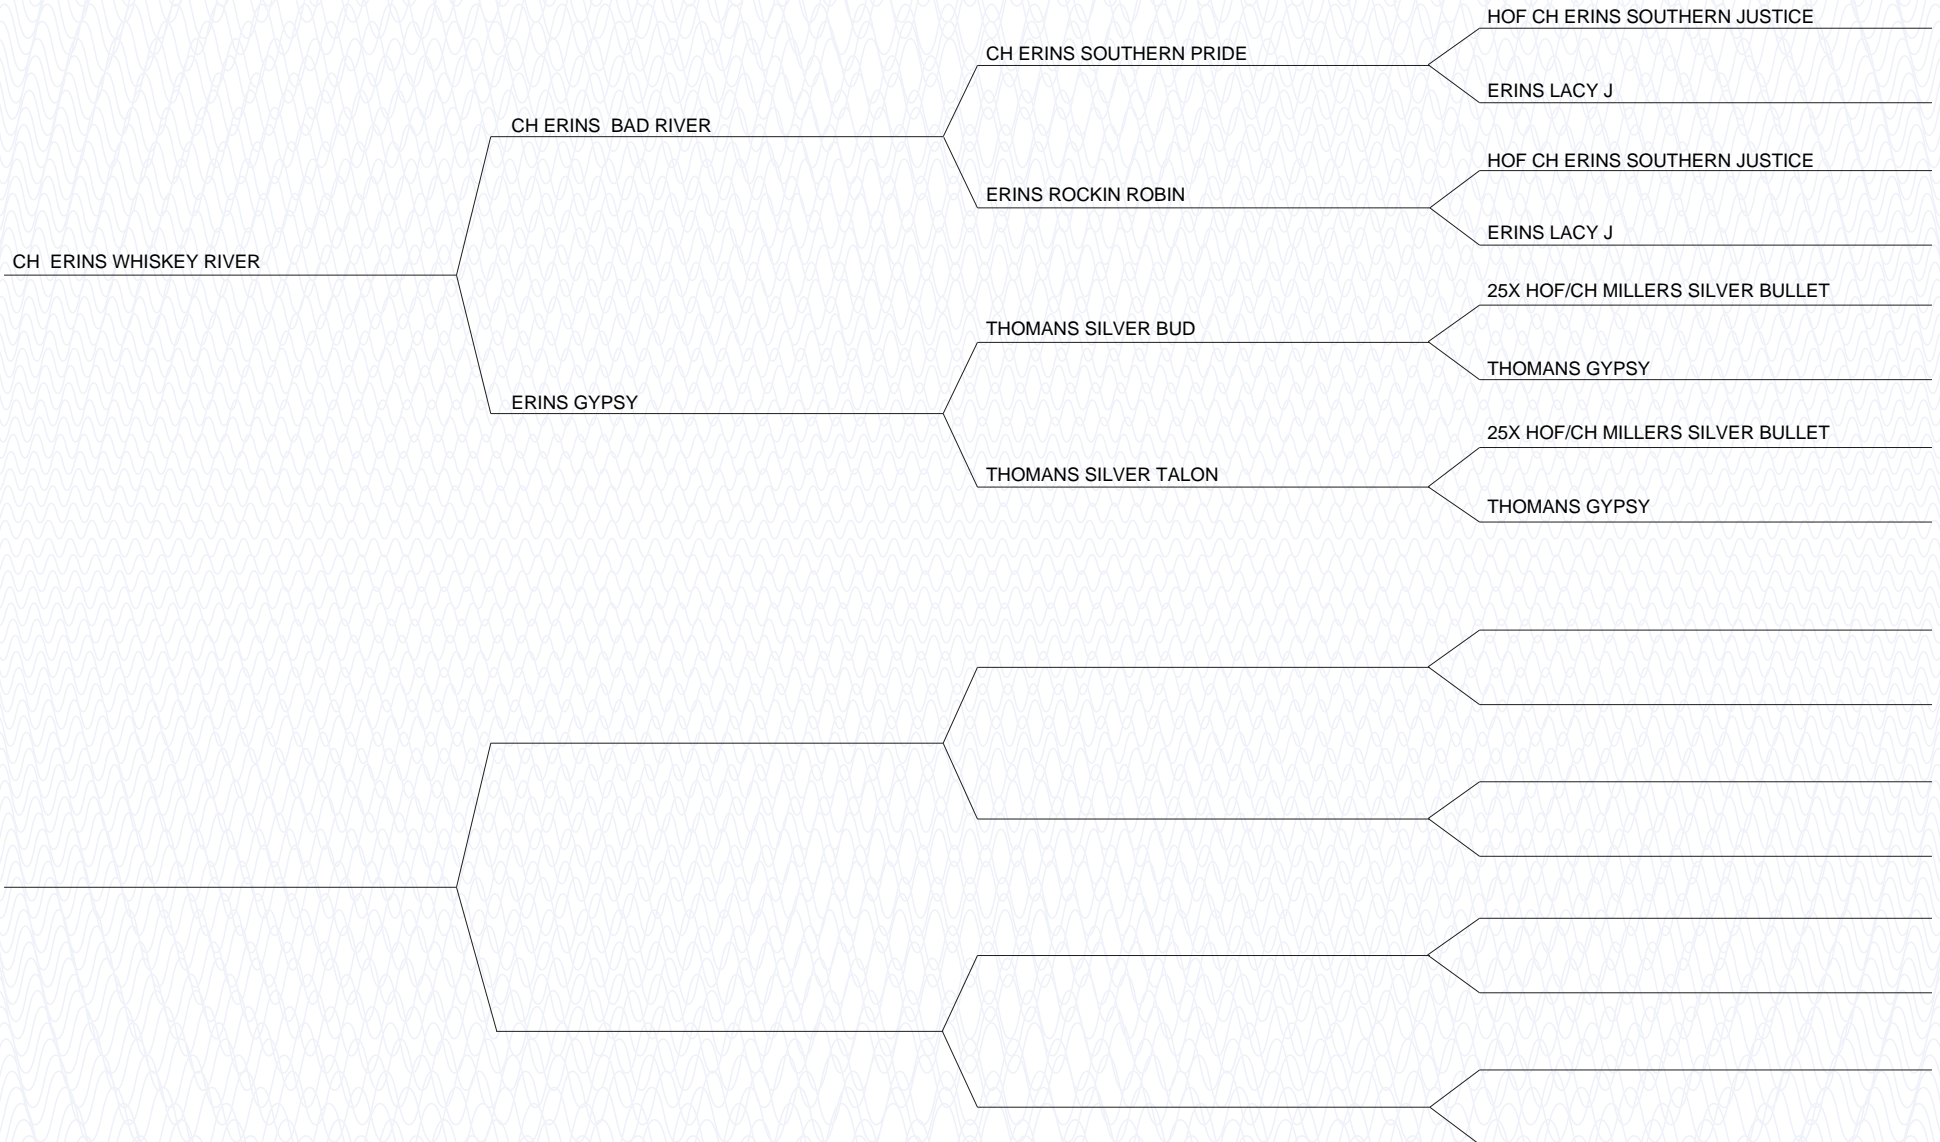 HOF CH ERINS SOUTHERN JUSTICE
CH ERINS SOUTHERN PRIDE
ERINS LACY J
CH ERINS  BAD RIVER
HOF CH ERINS SOUTHERN JUSTICE
ERINS ROCKIN ROBIN
ERINS LACY J
CH  ERINS WHISKEY RIVER
25X HOF/CH MILLERS SILVER BULLET
THOMANS SILVER BUD
THOMANS GYPSY
ERINS GYPSY
25X HOF/CH MILLERS SILVER BULLET
THOMANS SILVER TALON
THOMANS GYPSY